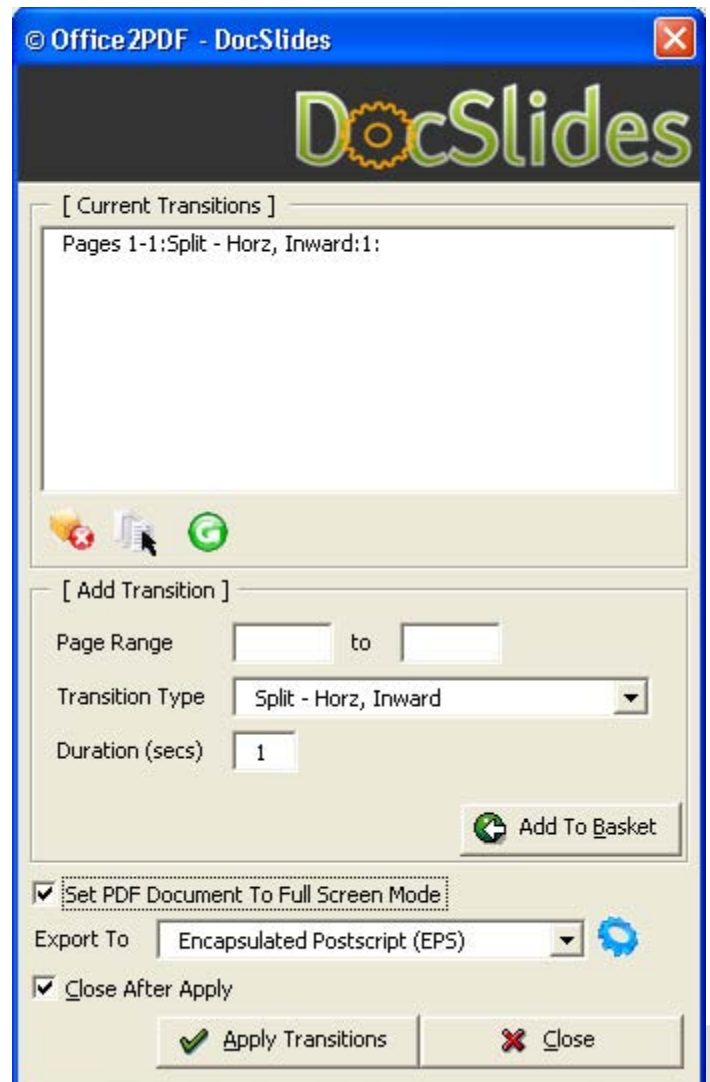 © Office2PDF - DocSlides
DocSlides
[ Current Transitions ]
Pages 1-1:Split - Horz, Inward:1:
[ Add Transition ]
Page Range to
Transition Type Split - Horz, Inward
Duration (secs) 1
Add To Basket
Set PDF Document To Full Screen Mode
Export To Encapsulated Postscript (EPS)
Close After Apply
Apply Transitions Close